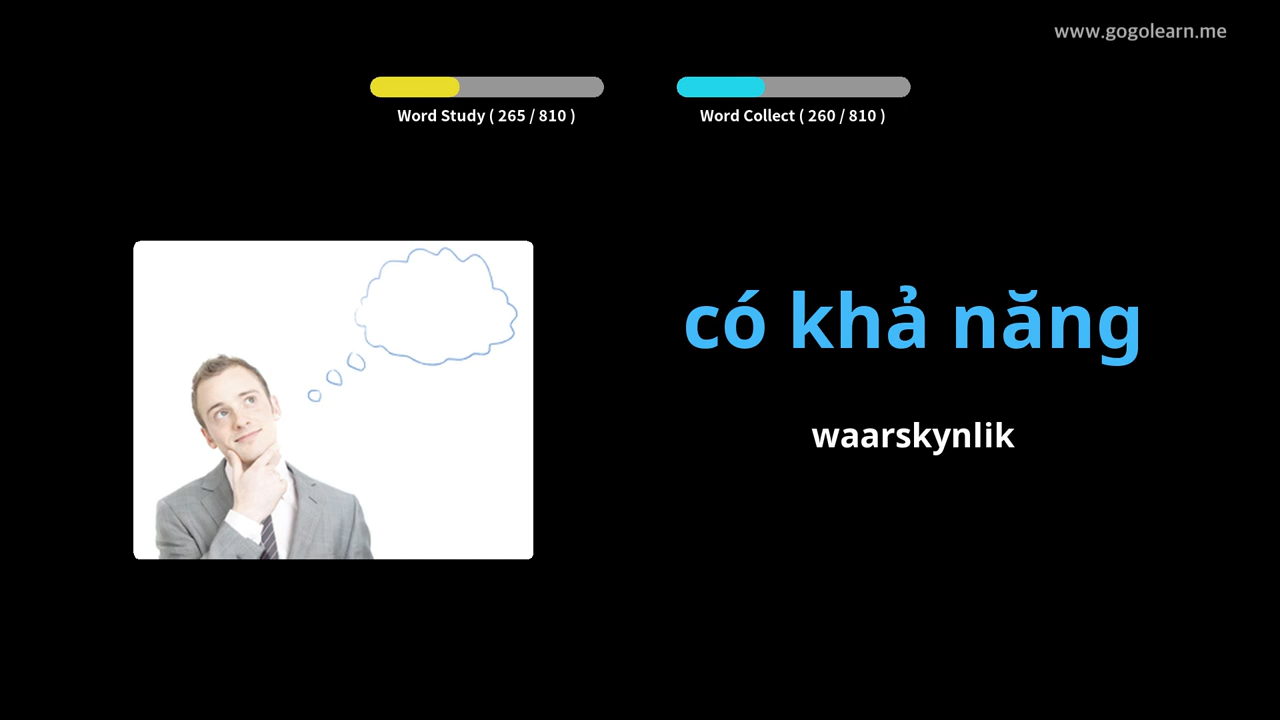 www.gogolearn.me
Word Study ( 265 / 810 )
Word Collect ( 260 / 810 )
có khả năng
waarskynlik